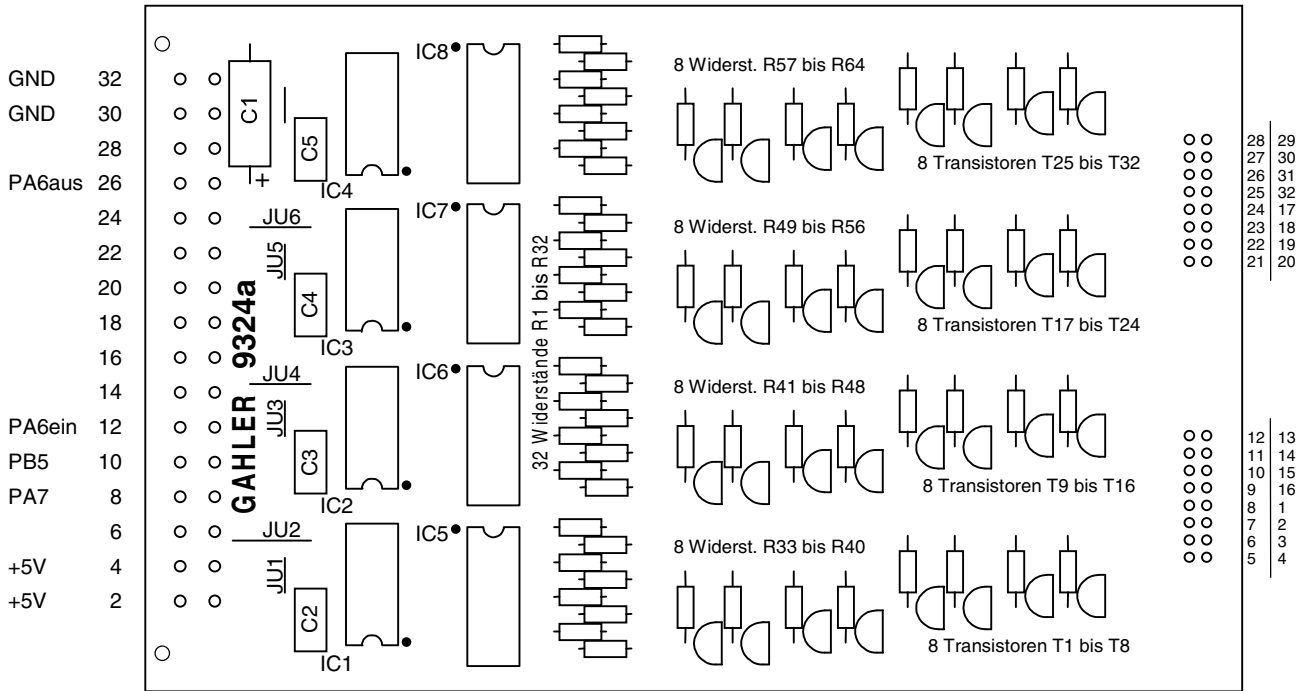 GND 32
GND 30
28
PA6aus 26
24
22
20
18
16
14
PA6ein 12
PB5 10
PA7 8
6
+5V 4
+5V 2
C1
+
C5
IC4
IC8
JU6
JU5
C4
IC3
IC7
GAHLER 9324a
JU4
JU3
C3
IC2
IC6
JU2
JU1
C2
IC1
IC5
32 Widerstände R1 bis R32
8 Widerst. R57 bis R64
8 Transistoren T25 bis T32
8 Widerst. R49 bis R56
8 Transistoren T17 bis T24
8 Widerst. R41 bis R48
8 Transistoren T9 bis T16
8 Widerst. R33 bis R40
8 Transistoren T1 bis T8
28 29
27 30
26 31
25 32
24 17
23 18
22 19
21 20
12 13
11 14
10 15
9 16
8 1
7 2
6 3
5 4